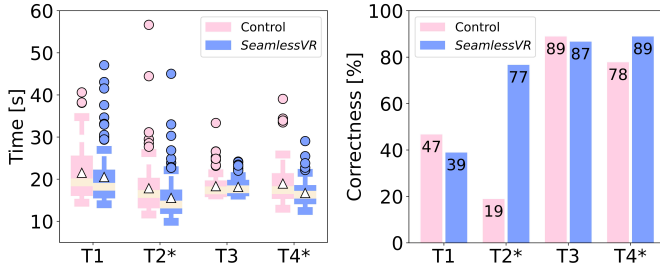 Time [s]
60
50
40
30
20
10
Control
SeamlessVR
T1
T2*
T3
T4*
Correctness [%]
100
80
60
40
20
0
Control
SeamlessVR
47
39
19
77
89
87
78
89
T1
T2*
T3
T4*